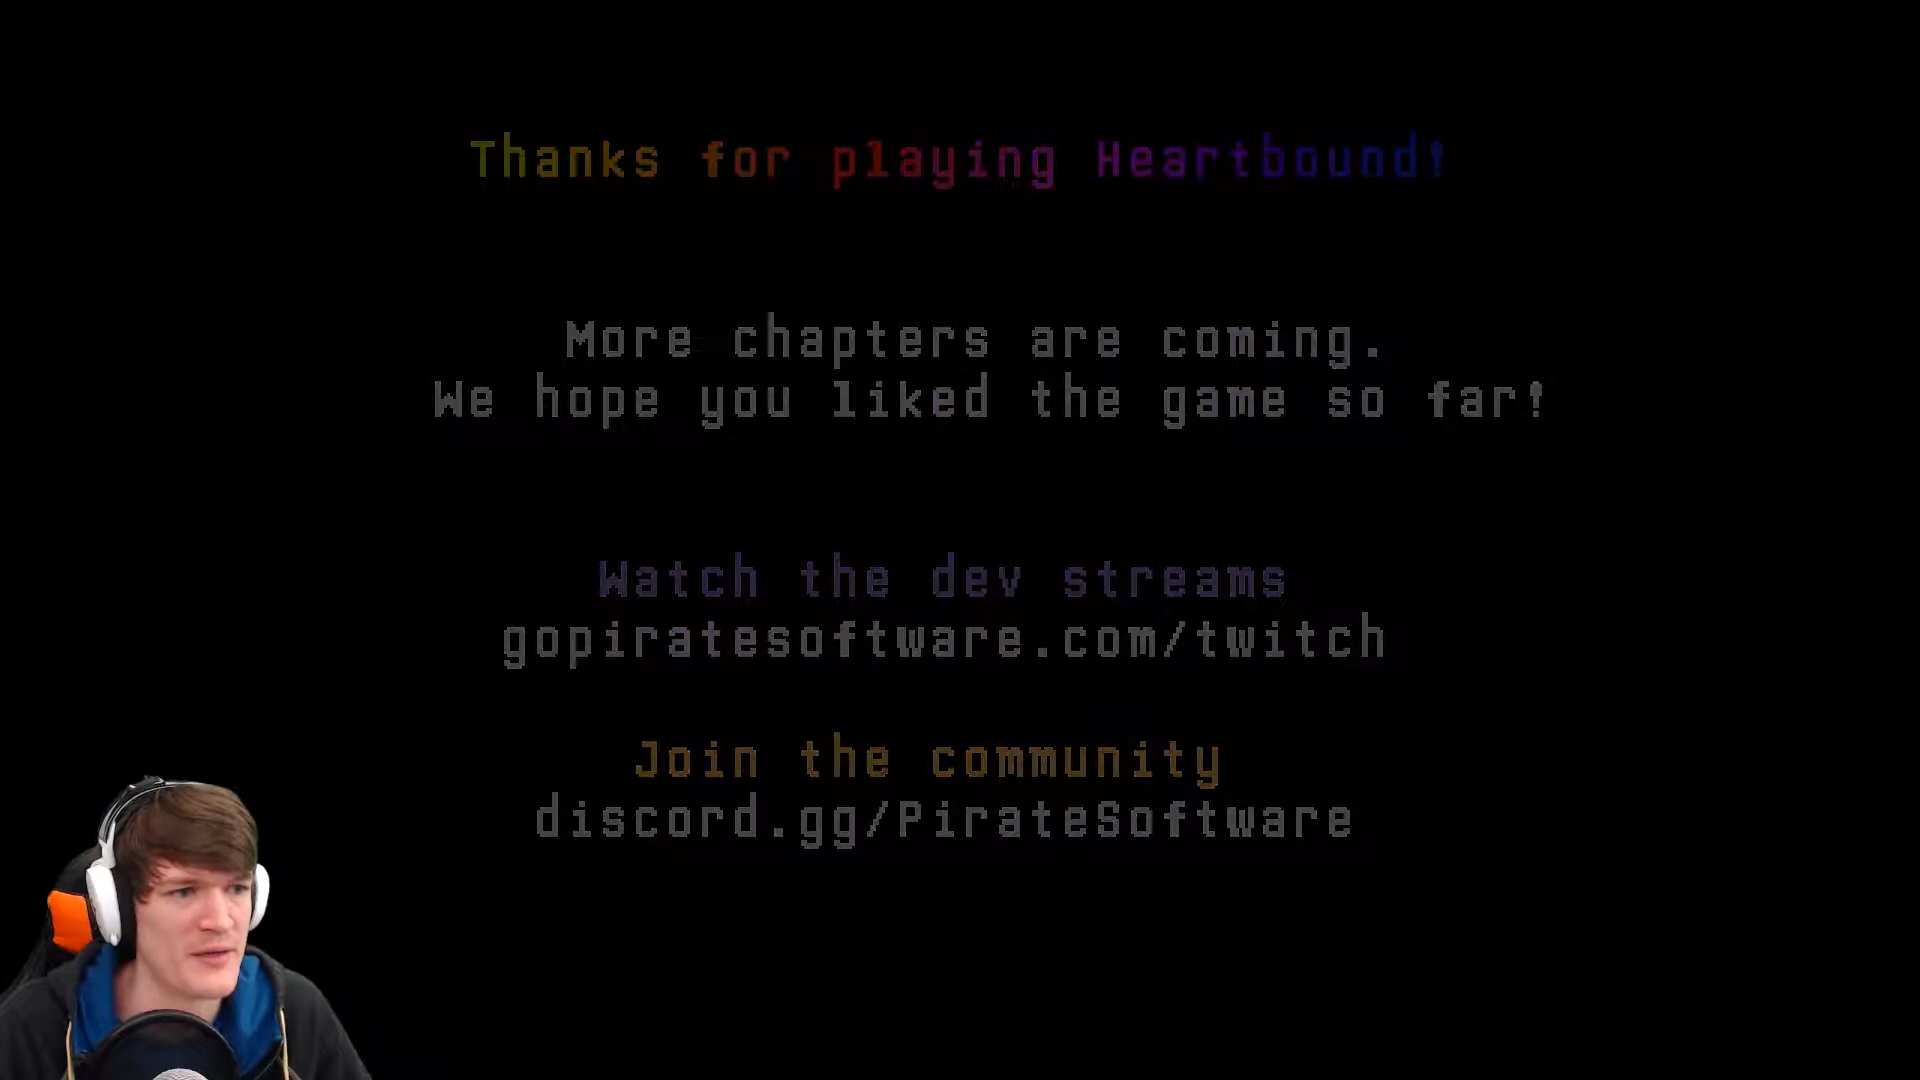 Thanks for playing Heartbound!
More chapters are coming.
We hope you liked the game so far!
Watch the dev streams
gopiratesoftware.com/twitch
Join the community
discord.gg/PirateSoftware